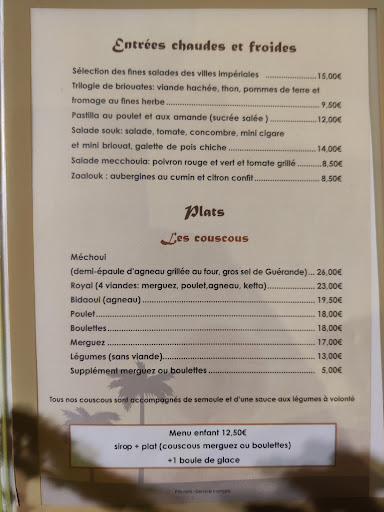 Entrées chaudes et froides
Sélection des fines salades des villes impériales ......................15,00€
Trilogie de briouates: viande hachée, thon, pommes de terre et
fromage au fines herbe ................................................................ 9,50€
Pastilla au poulet et aux amande (sucrée salée ) ..............12,00€
Salade souk: salade, tomate, concombre, mini cigare
et mini briouat, galette de pois chiche ................................ 14,00€
Salade mecchouia: poivron rouge et vert et tomate grillé .........8,50€
Zaalouk : aubergines au cumin et citron confit ............................ 8,50€
Plats
Les couscous
Méchoui
(demi-épaule d'agneau grillée au four, gros sel de Guérande)... 26,00€
Royal (4 viandes: merguez, poulet,agneau, kefta)................... 23,00€
Bidaoui (agneau) ............................................................... 19,50€
Poulet................................................................................ 18,00€
Boulettes............................................................................ 18,00€
Merguez ............................................................................ 17,00€
Légumes (sans viande)...................................................... 13,00€
Supplément merguez ou boulettes ................................... 5,00€
Tous nos couscous sont accompagnés de semoule et d'une sauce aux légumes à volonté
Menu enfant 12,50€
sirop + plat (couscous merguez ou boulettes)
+1 boule de glace